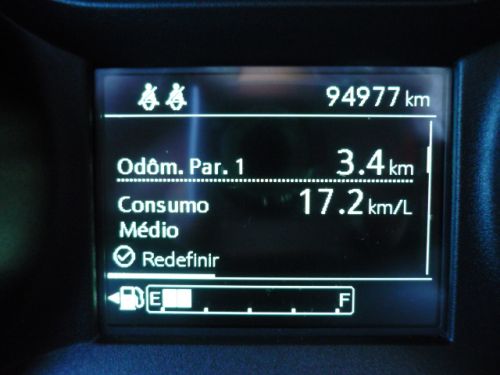 94977 km
Odôm. Par. 1 3.4 km
Consumo 17.2 km/L
Médio
Redefinir
E F